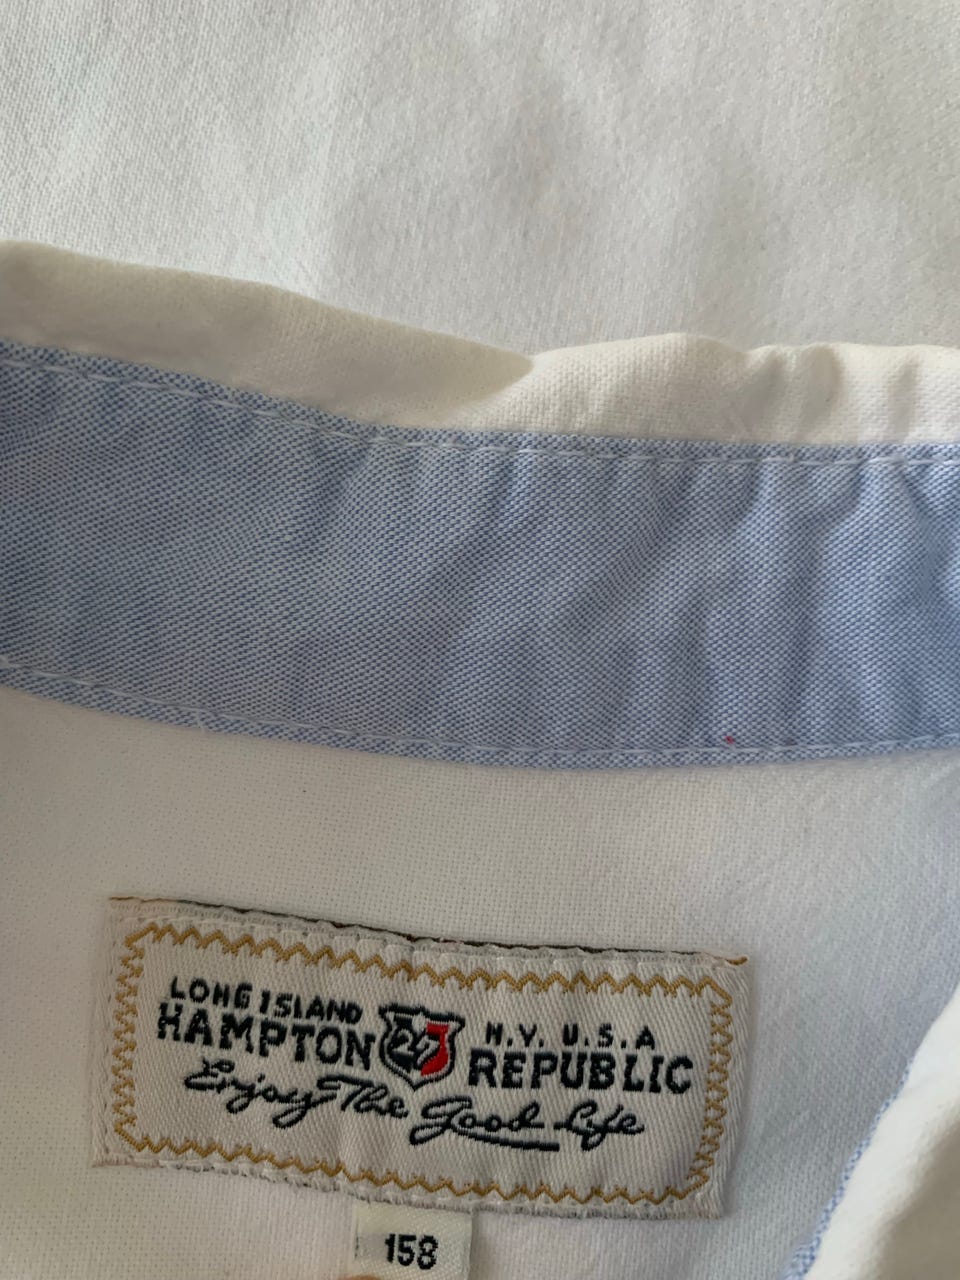 LONG ISLAND N.Y. U.S.A
HAMPTON 27 REPUBLIC
Enjoy The Good Life
158